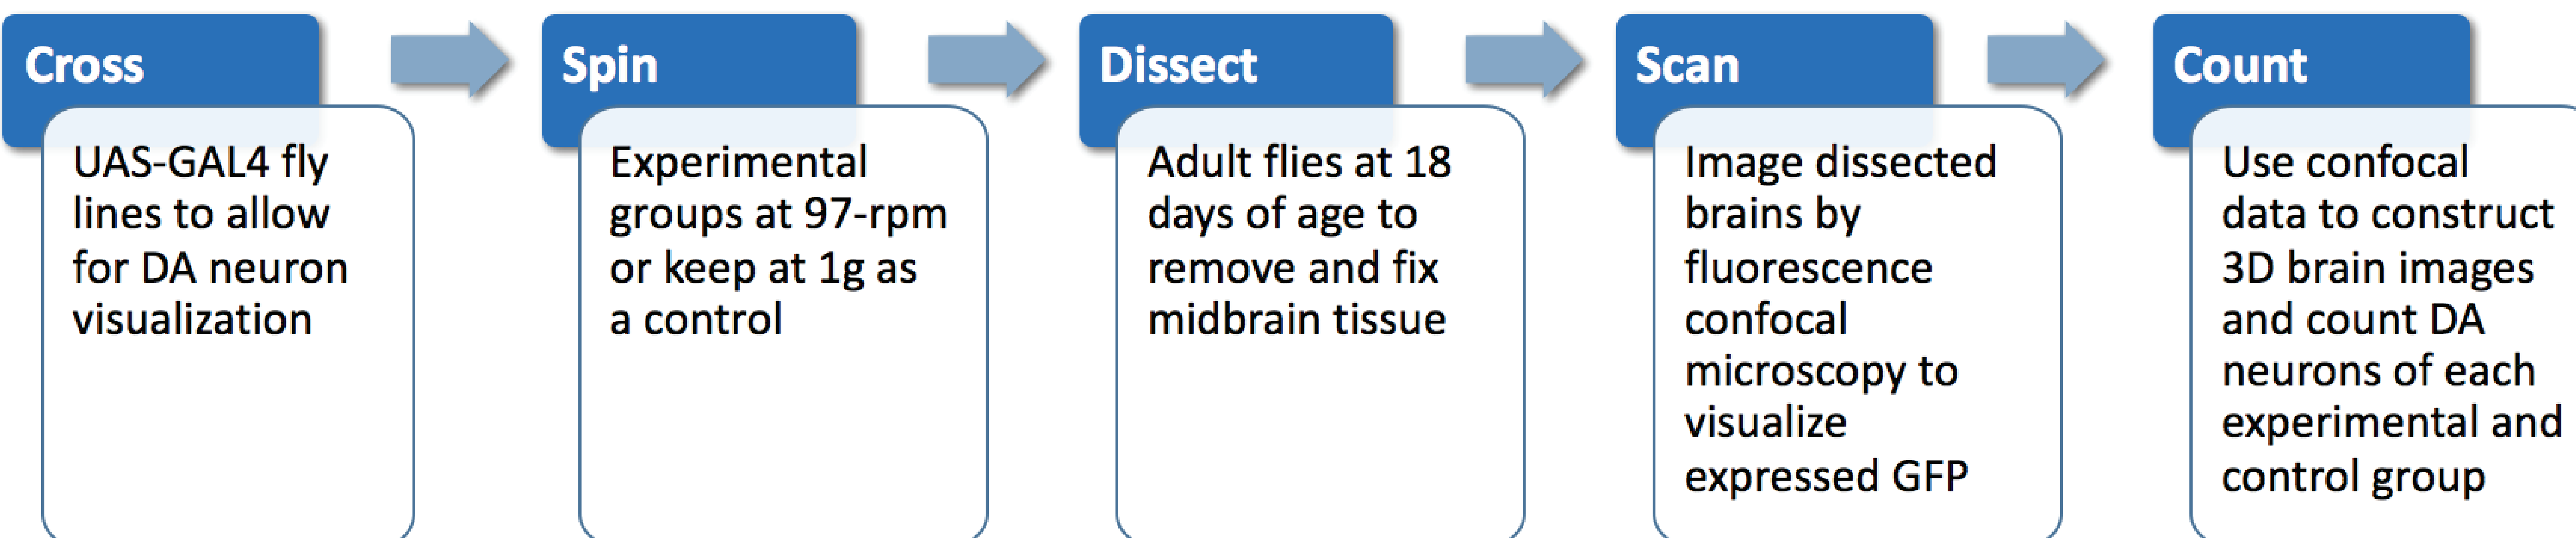 Cross
UAS-GAL4 fly
lines to allow
for DA neuron
visualization
Spin
Experimental
groups at 97-rpm
or keep at 1g as
a control
Dissect
Adult flies at 18
days of age to
remove and fix
midbrain tissue
Scan
Image dissected
brains by
fluorescence
confocal
microscopy to
visualize
expressed GFP
Count
Use confocal
data to construct
3D brain images
and count DA
neurons of each
experimental and
control group